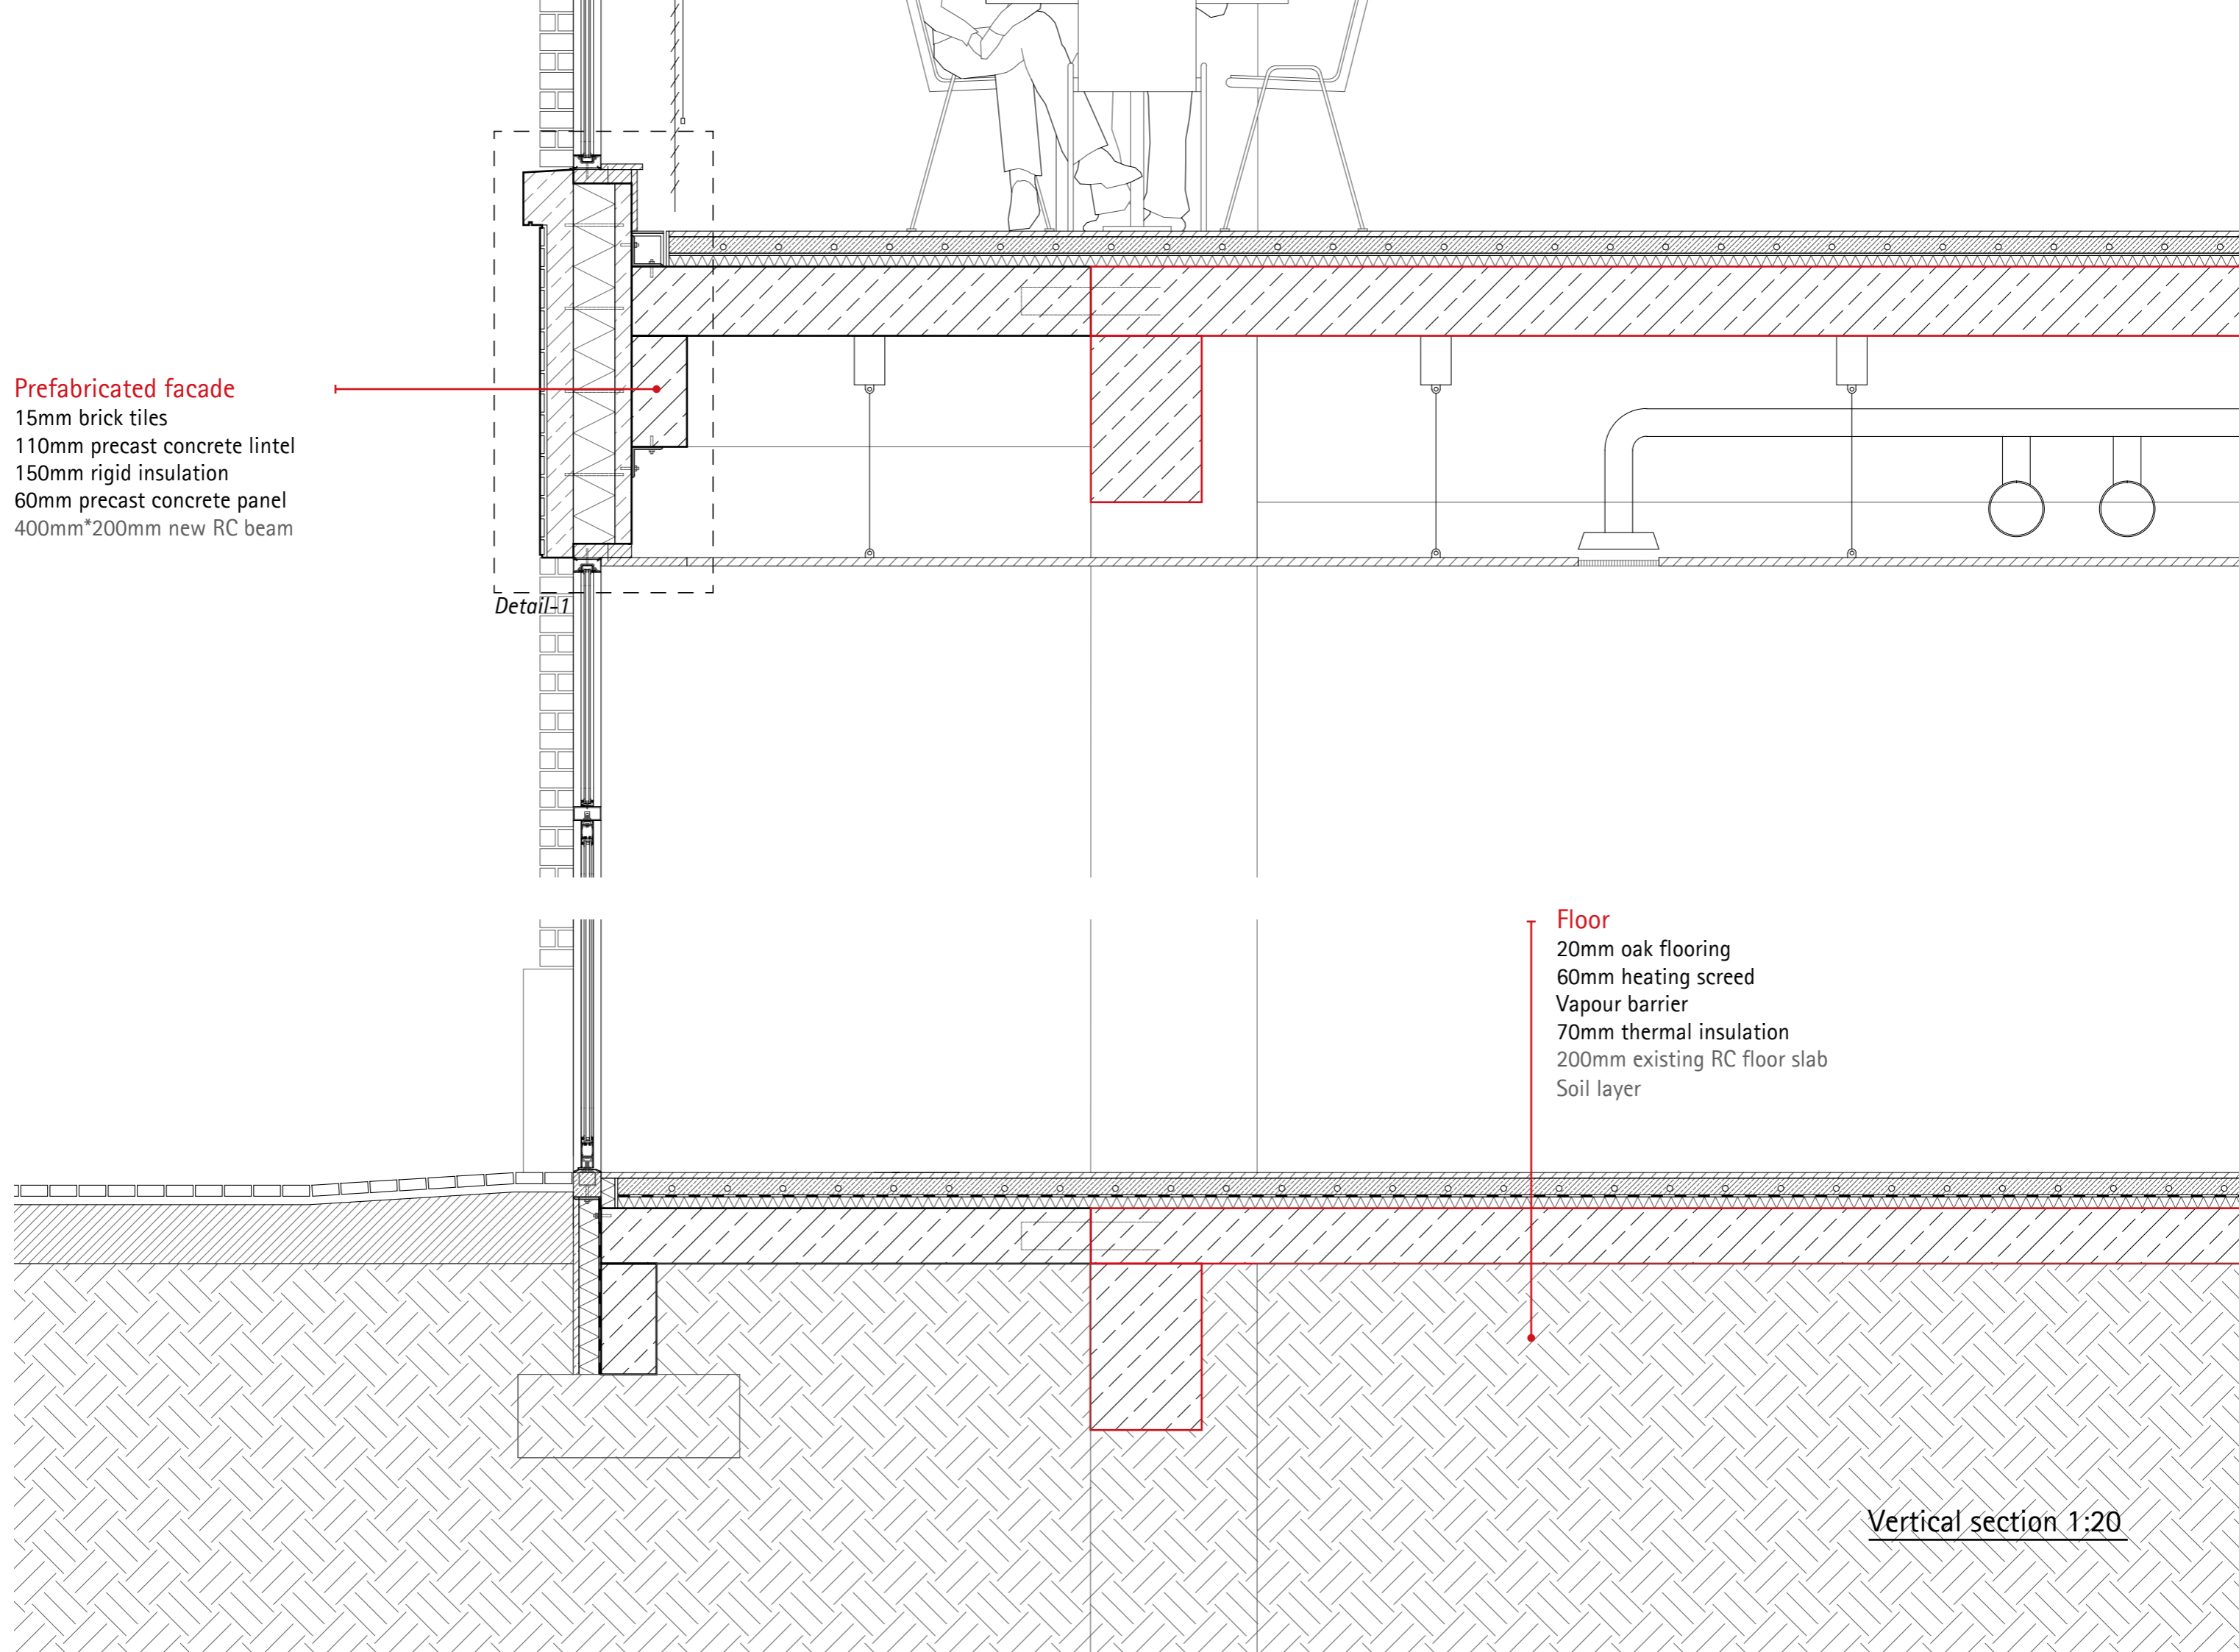 Prefabricated facade
15mm brick tiles
110mm precast concrete lintel
150mm rigid insulation
60mm precast concrete panel
400mm*200mm new RC beam
Detail-1
Floor
20mm oak flooring
60mm heating screed
Vapour barrier
70mm thermal insulation
200mm existing RC floor slab
Soil layer
Vertical section 1:20